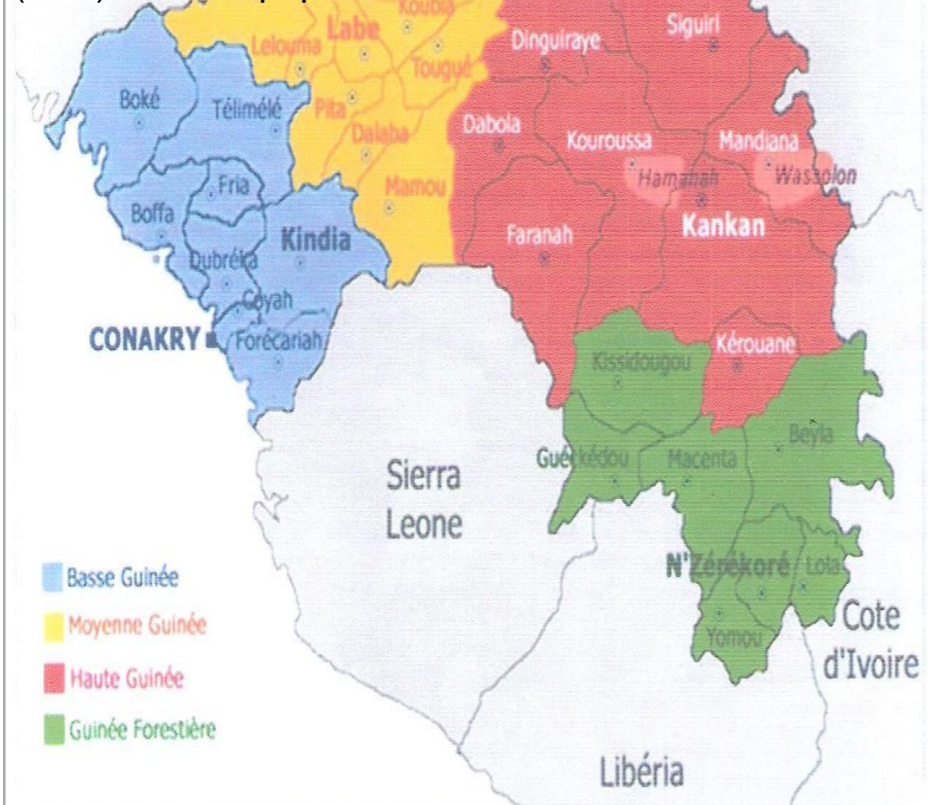 Koubia
Siguiri
Labe
Lelouma
Dinguiraye
Tougué
Boké
Télimélé
Pita
Dabola
Dalaba
Kouroussa
Mandiana
Hamanah
Wassolon
Fria
Mamou
Boffa
Kankan
Kindia
Faranah
Dubréka
Coyah
CONAKRY
Forécariah
Kérouane
Kissidougou
Beyla
Guéckédou
Macenta
Sierra
Leone
N'Zérékoré
Lola
Basse Guinée
Cote
d'Ivoire
Moyenne Guinée
Yomou
Haute Guinée
Guinée Forestière
Libéria